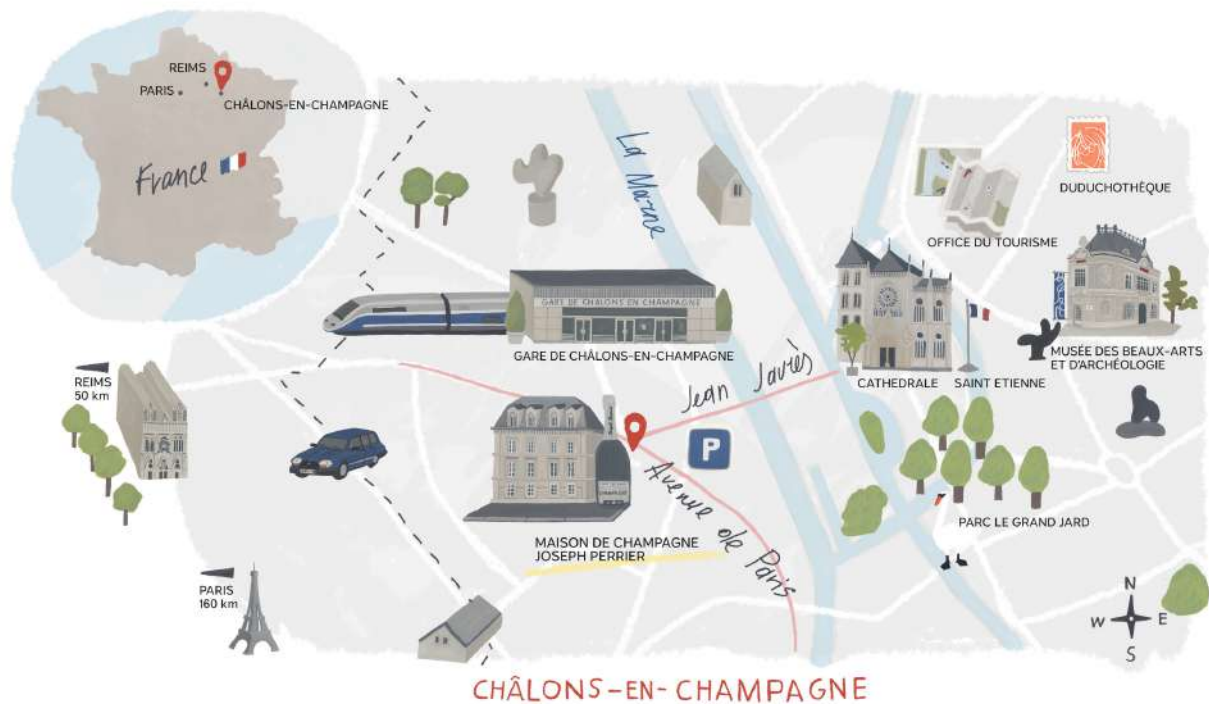 REIMS
PARIS
CHÂLONS-EN-CHAMPAGNE
France
La Marne
DUDUCHOTHÈQUE
OFFICE DU TOURISME
GARE DE CHALONS EN CHAMPAGNE
GARE DE CHÂLONS-EN-CHAMPAGNE
MUSÉE DES BEAUX-ARTS
ET D'ARCHÉOLOGIE
CATHEDRALE SAINT ETIENNE
Jean Jaurès
REIMS
50 km
P
CHAMPAGNE
Avenue de Paris
PARC LE GRAND JARD
MAISON DE CHAMPAGNE
JOSEPH PERRIER
PARIS
160 km
N
W E
S
CHÂLONS-EN-CHAMPAGNE